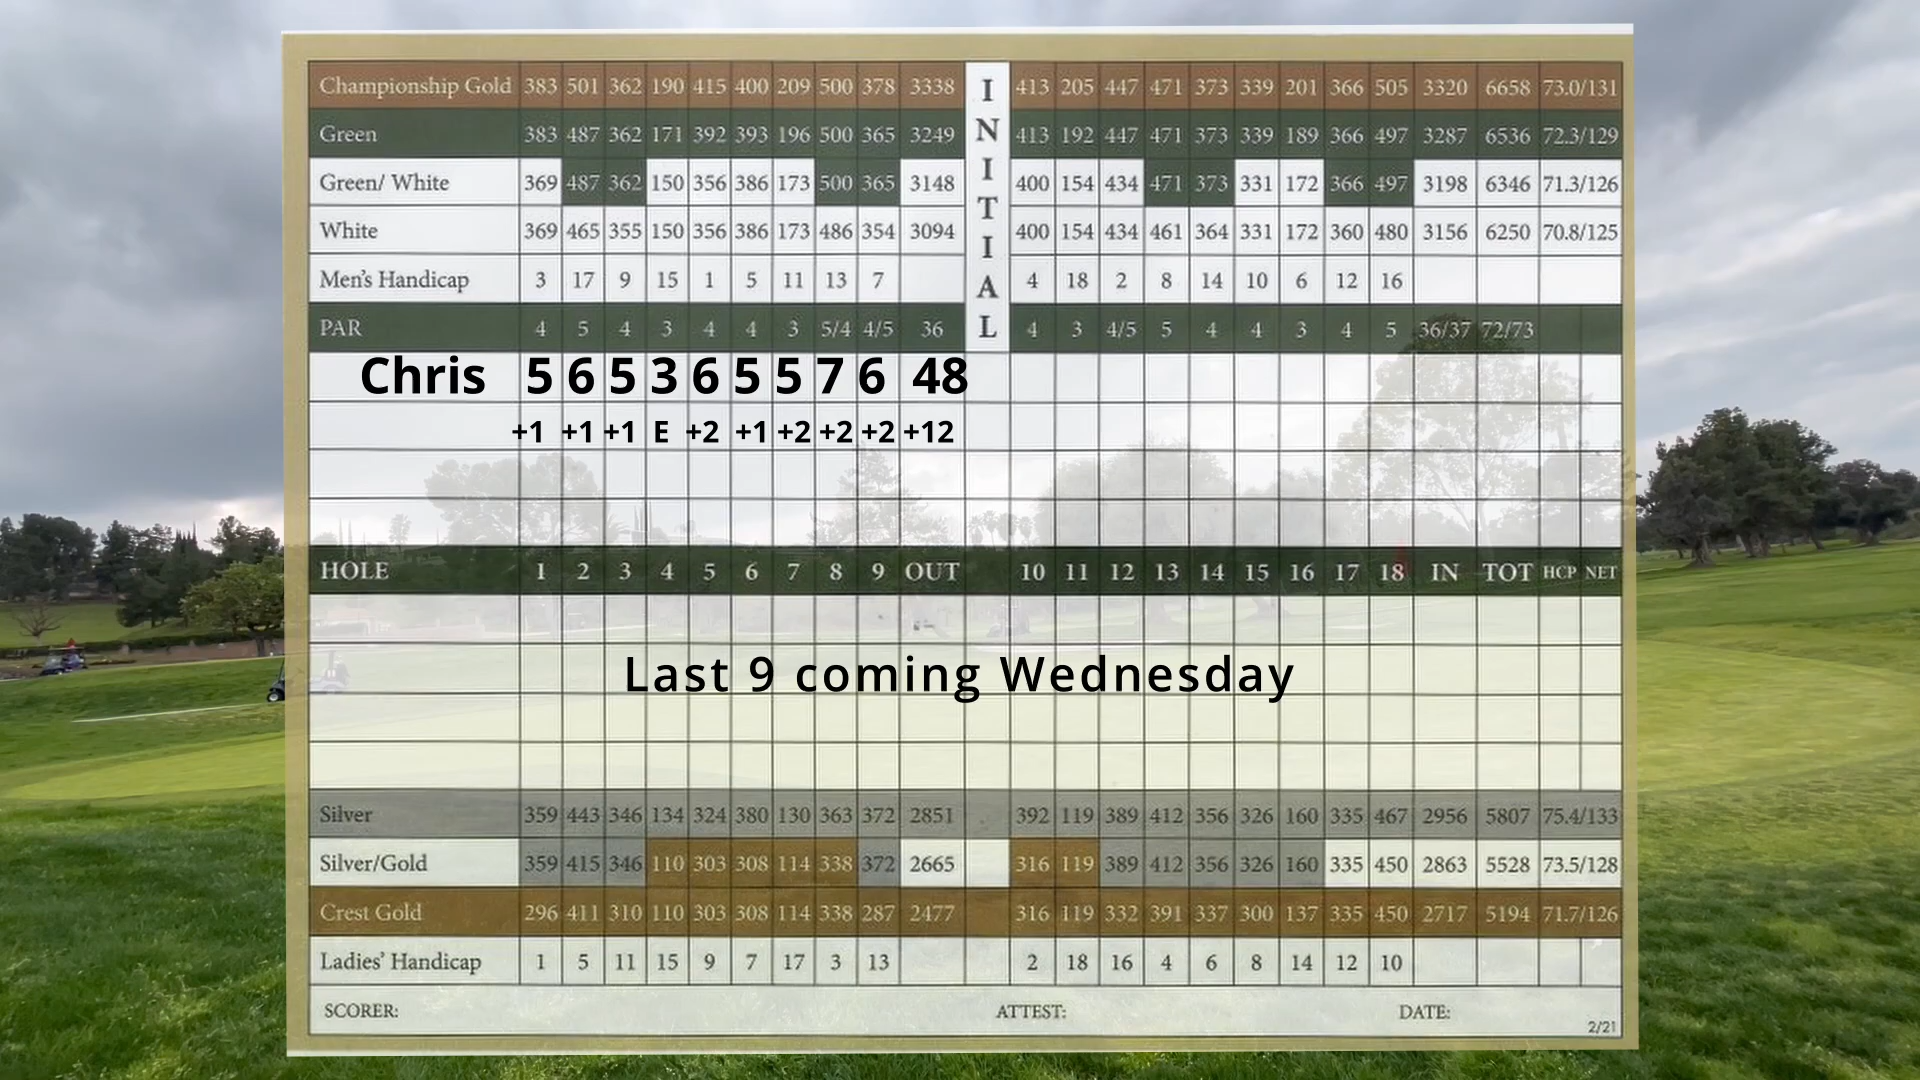 Championship Gold 383 501 362 190 415 400 209 500 378 3338 413 205 447 471 373 339 201 366 505 3320 6658 73.0/131
Green 383 487 362 171 392 393 196 500 365 3249 413 192 447 471 373 339 189 366 497 3287 6536 72.3/129
Green/ White 369 487 362 150 356 386 173 500 365 3148 400 154 434 471 373 331 172 366 497 3198 6346 71.3/126
White 369 465 355 150 356 386 173 486 354 3094 400 154 434 461 364 331 172 360 480 3156 6250 70.8/125
Men's Handicap 3 17 9 15 1 5 11 13 7 4 18 2 8 14 10 6 12 16
PAR 4 5 4 3 4 4 3 5/4 4/5 36 4 3 4/5 5 4 4 3 4 5 36/37 72/73
INITIAL
Chris 5 6 5 3 6 5 5 7 6 48
+1 +1 +1 E +2 +1 +2 +2 +2 +12
HOLE 1 2 3 4 5 6 7 8 9 OUT 10 11 12 13 14 15 16 17 18 IN TOT HCP NET
Last 9 coming Wednesday
Silver 359 443 346 134 324 380 130 363 372 2851 392 119 389 412 356 326 160 335 467 2956 5807 75.4/133
Silver/Gold 359 415 346 110 303 308 114 338 372 2665 316 119 389 412 356 326 160 335 450 2863 5528 73.5/128
Crest Gold 296 411 310 110 303 308 114 338 287 2477 316 119 332 391 337 300 137 335 450 2717 5194 71.7/126
Ladies' Handicap 1 5 11 15 9 7 17 3 13 2 18 16 4 6 8 14 12 10
SCORER: ATTEST: DATE:
2/21